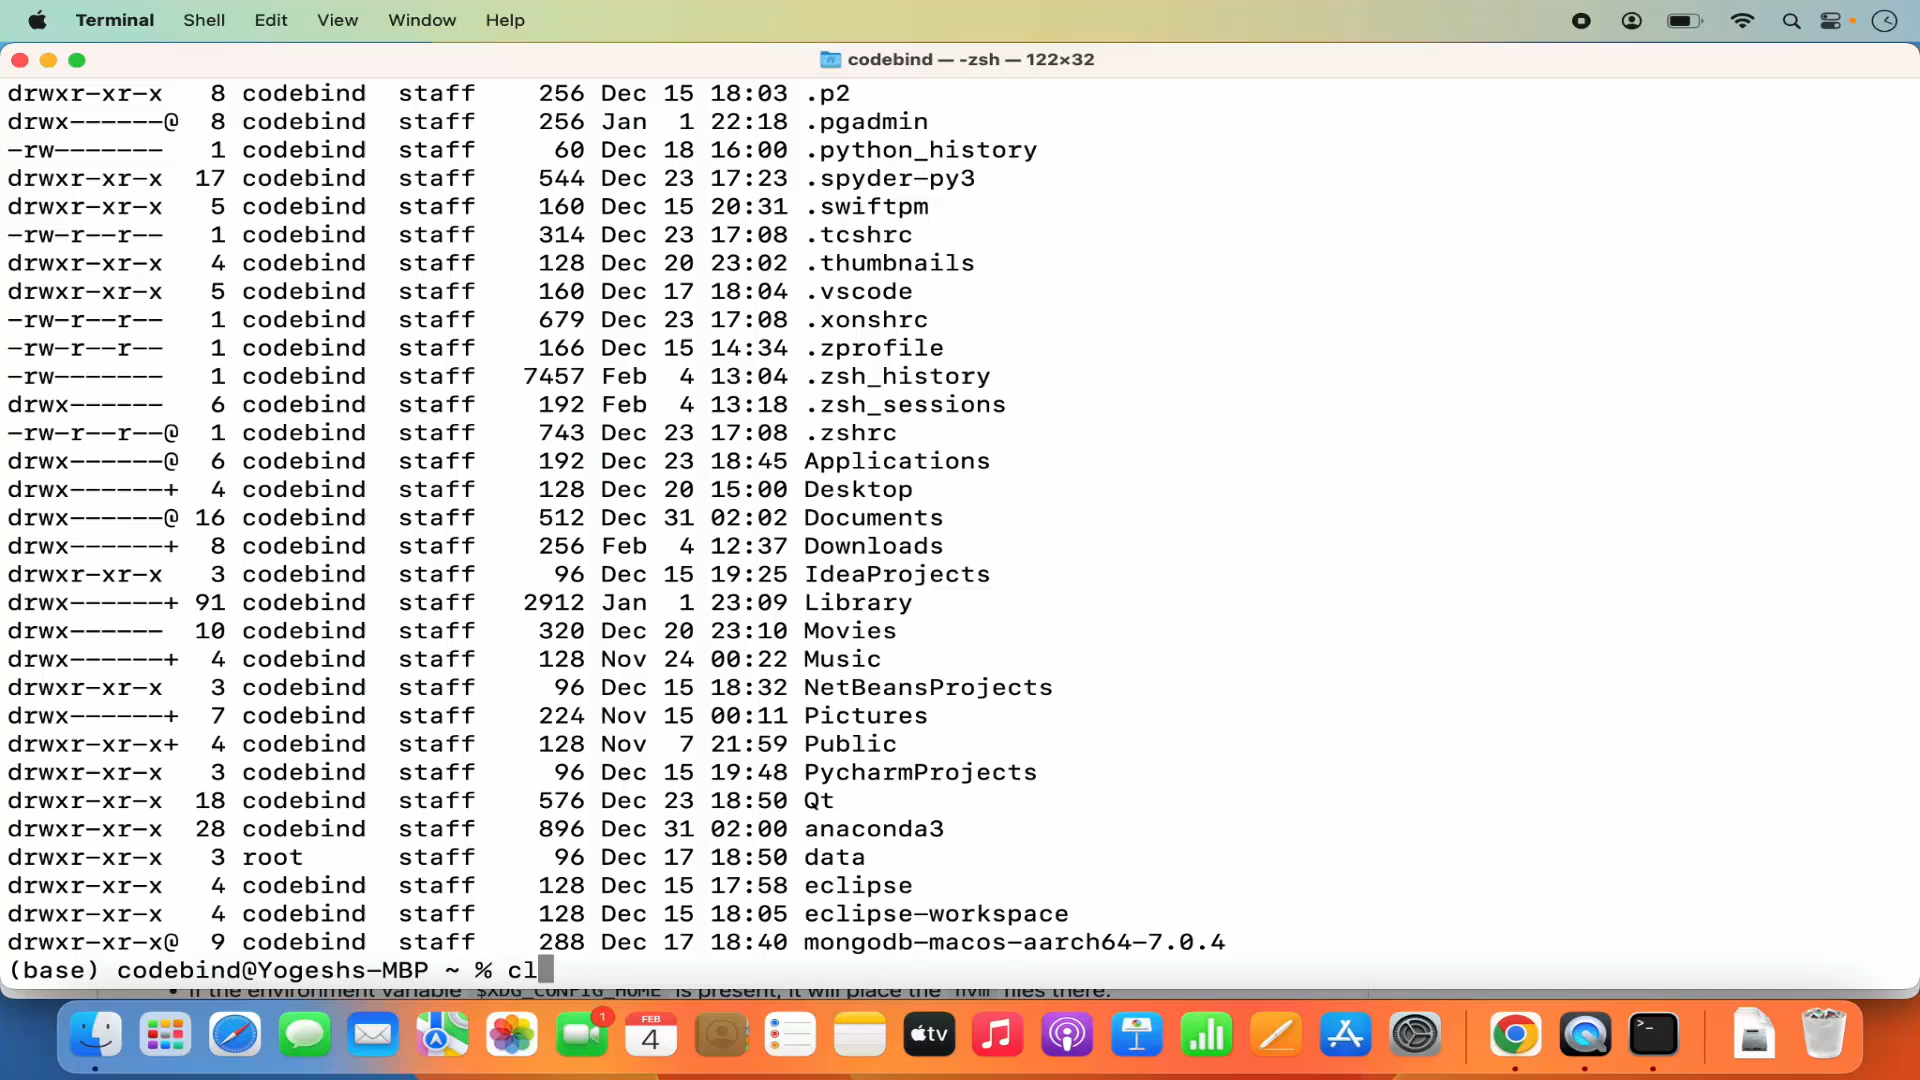 Terminal Shell Edit View Window Help
codebind — -zsh — 122×32
drwxr-xr-x 8 codebind staff 256 Dec 15 18:03 .p2
drwx------@ 8 codebind staff 256 Jan 1 22:18 .pgadmin
-rw------- 1 codebind staff 60 Dec 18 16:00 .python_history
drwxr-xr-x 17 codebind staff 544 Dec 23 17:23 .spyder-py3
drwxr-xr-x 5 codebind staff 160 Dec 15 20:31 .swiftpm
-rw-r--r-- 1 codebind staff 314 Dec 23 17:08 .tcshrc
drwxr-xr-x 4 codebind staff 128 Dec 20 23:02 .thumbnails
drwxr-xr-x 5 codebind staff 160 Dec 17 18:04 .vscode
-rw-r--r-- 1 codebind staff 679 Dec 23 17:08 .xonshrc
-rw-r--r-- 1 codebind staff 166 Dec 15 14:34 .zprofile
-rw------- 1 codebind staff 7457 Feb 4 13:04 .zsh_history
drwx------ 6 codebind staff 192 Feb 4 13:18 .zsh_sessions
-rw-r--r--@ 1 codebind staff 743 Dec 23 17:08 .zshrc
drwx------@ 6 codebind staff 192 Dec 23 18:45 Applications
drwx------+ 4 codebind staff 128 Dec 20 15:00 Desktop
drwx------@ 16 codebind staff 512 Dec 31 02:02 Documents
drwx------+ 8 codebind staff 256 Feb 4 12:37 Downloads
drwxr-xr-x 3 codebind staff 96 Dec 15 19:25 IdeaProjects
drwx------+ 91 codebind staff 2912 Jan 1 23:09 Library
drwx------ 10 codebind staff 320 Dec 20 23:10 Movies
drwx------+ 4 codebind staff 128 Nov 24 00:22 Music
drwxr-xr-x 3 codebind staff 96 Dec 15 18:32 NetBeansProjects
drwx------+ 7 codebind staff 224 Nov 15 00:11 Pictures
drwxr-xr-x+ 4 codebind staff 128 Nov 7 21:59 Public
drwxr-xr-x 3 codebind staff 96 Dec 15 19:48 PycharmProjects
drwxr-xr-x 18 codebind staff 576 Dec 23 18:50 Qt
drwxr-xr-x 28 codebind staff 896 Dec 31 02:00 anaconda3
drwxr-xr-x 3 root staff 96 Dec 17 18:50 data
drwxr-xr-x 4 codebind staff 128 Dec 15 17:58 eclipse
drwxr-xr-x 4 codebind staff 128 Dec 15 18:05 eclipse-workspace
drwxr-xr-x@ 9 codebind staff 288 Dec 17 18:40 mongodb-macos-aarch64-7.0.4
(base) codebind@Yogeshs-MBP ~ % cl
If the environment variable $XDG_CONFIG_HOME is present, it will place the nvm files there.
1
FEB
4
tv
>_